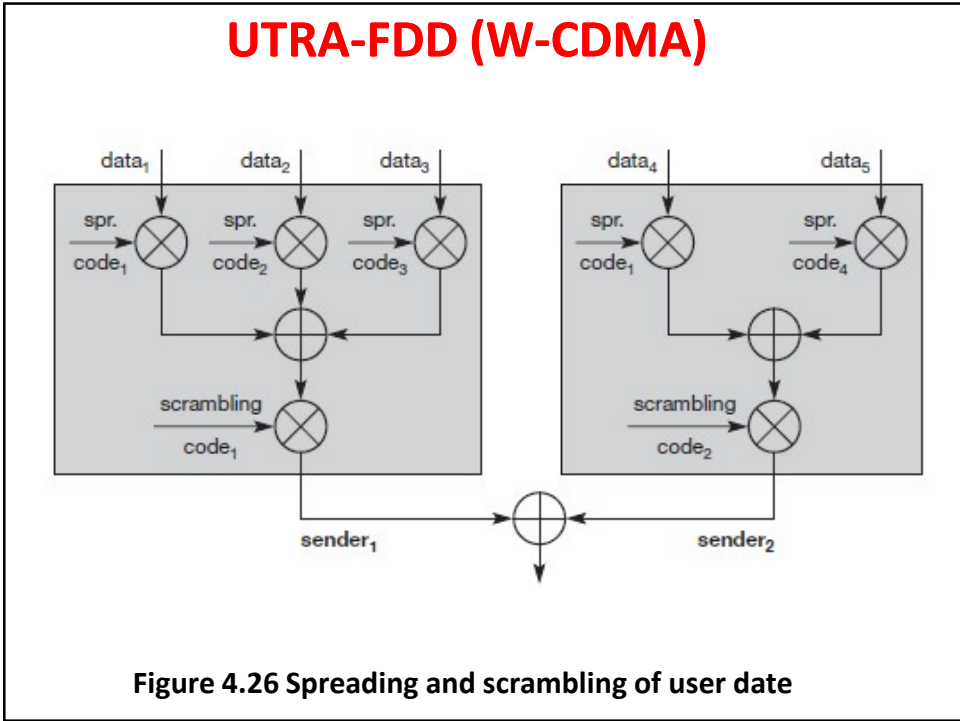 UTRA-FDD (W-CDMA)
data₁ data₂ data₃ data₄ data₅
spr. spr. spr. spr. spr.
code₁ code₂ code₃ code₁ code₄
scrambling scrambling
code₁ code₂
sender₁ sender₂
Figure 4.26 Spreading and scrambling of user date